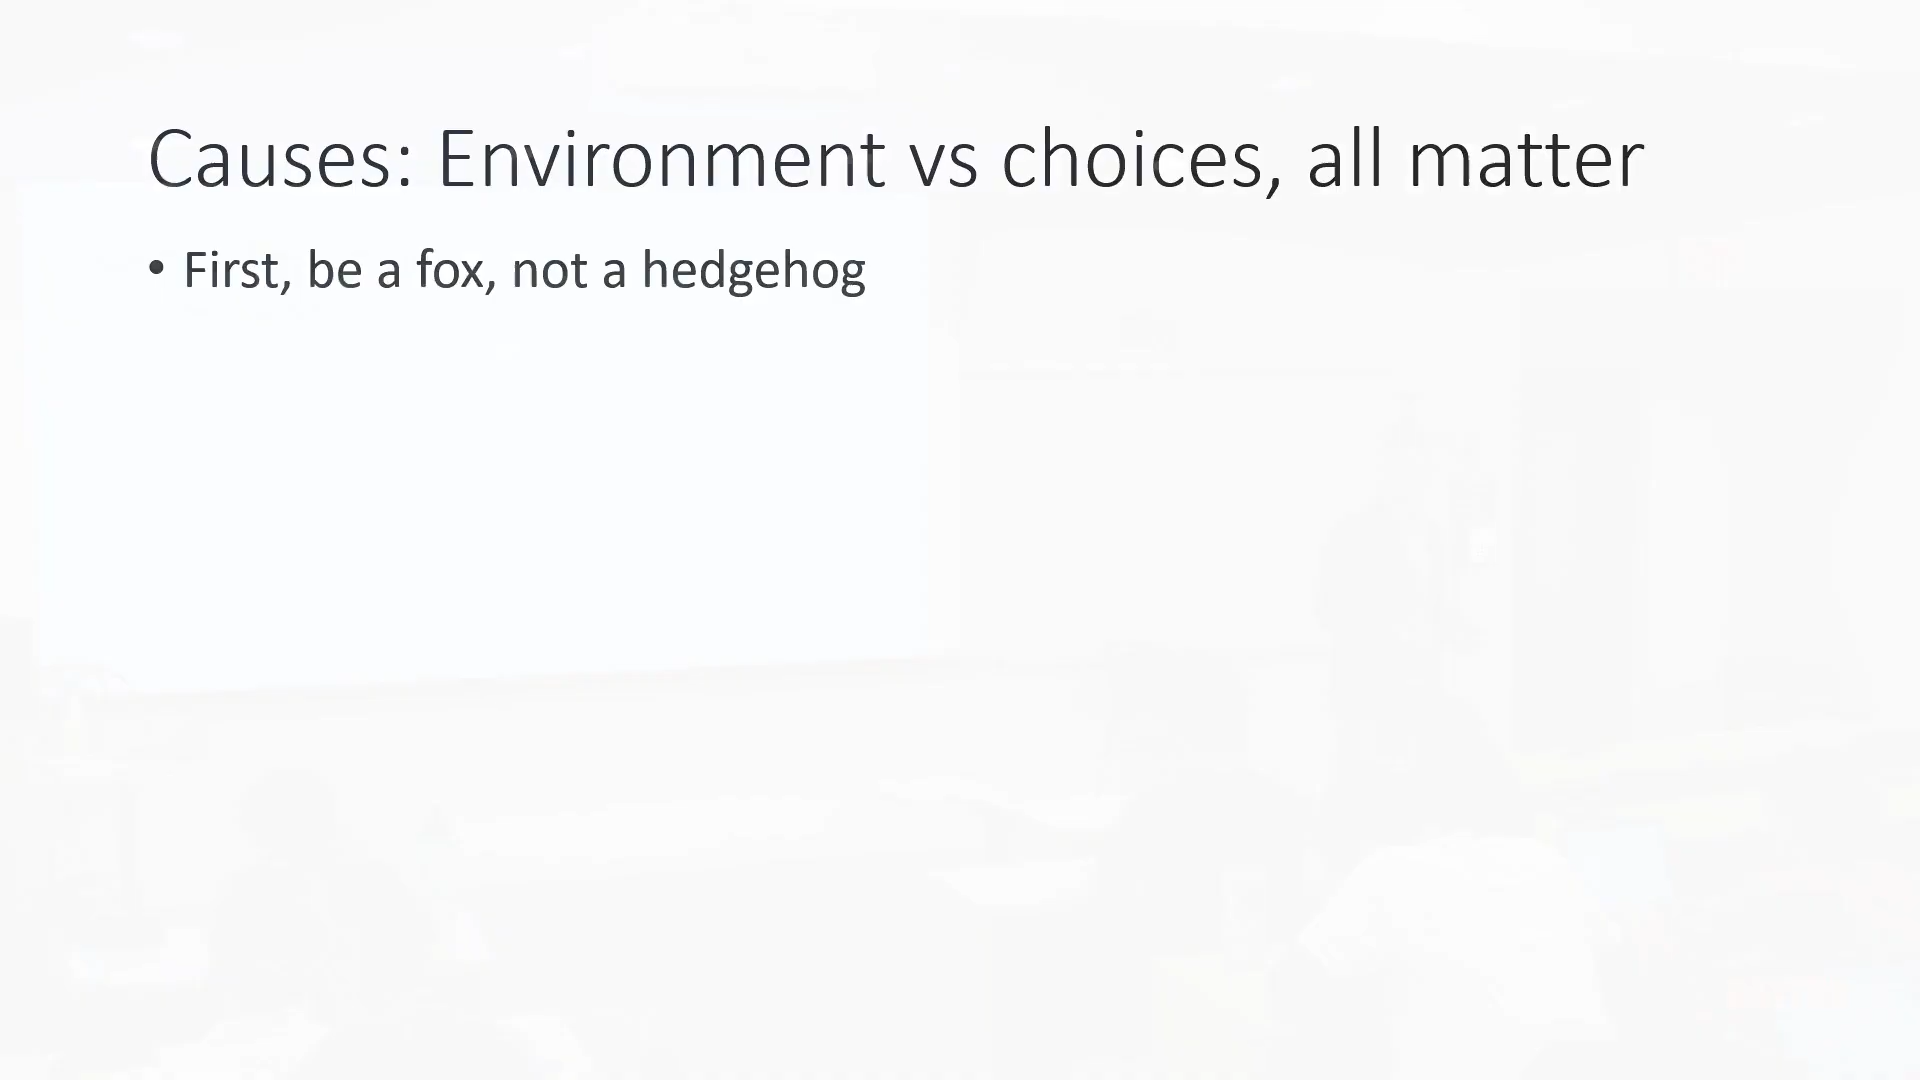 Causes: Environment vs choices, all matter
• First, be a fox, not a hedgehog